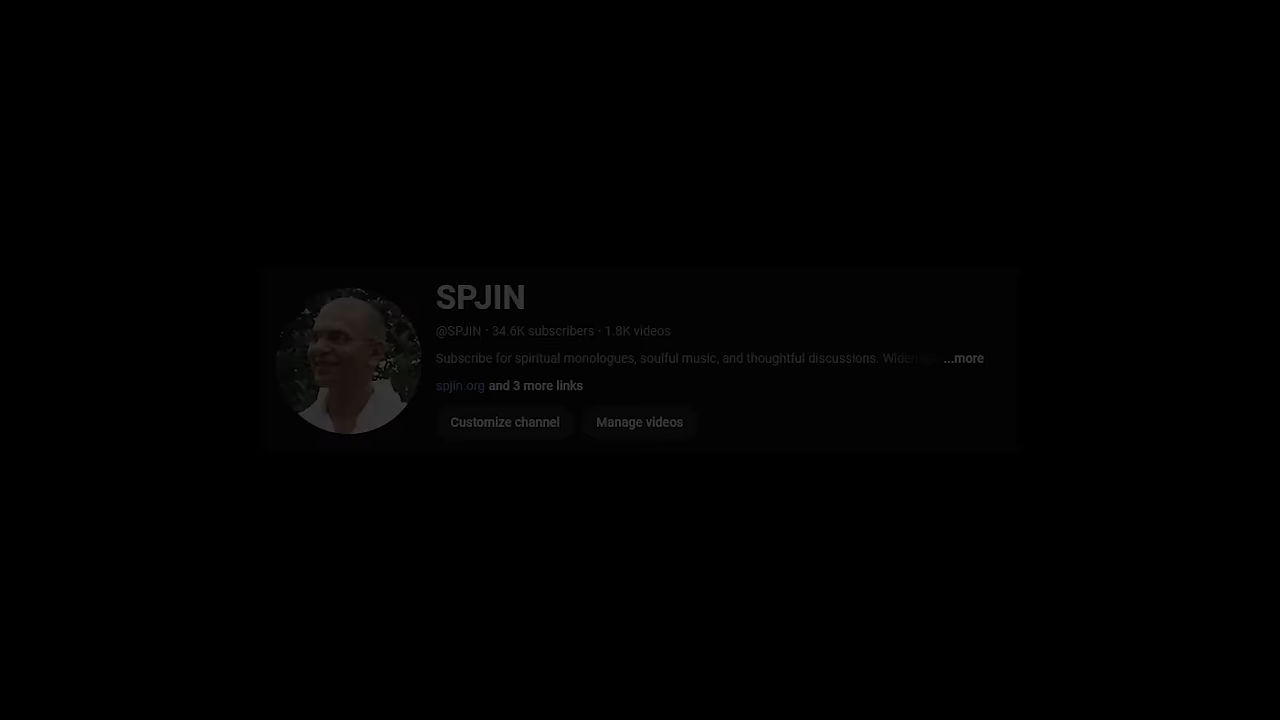 SPJIN
@SPJIN · 34.6K subscribers · 1.8K videos
Subscribe for spiritual monologues, soulful music, and thoughtful discussions. ...more
spjin.org and 3 more links
Customize channel Manage videos